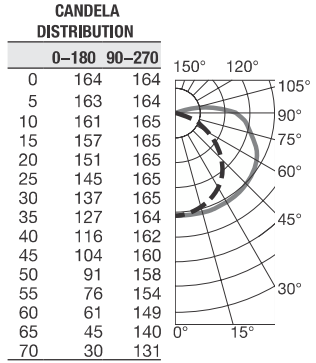 CANDELA
DISTRIBUTION
0–180 90–270
0 164 164
5 163 164
10 161 165
15 157 165
20 151 165
25 145 165
30 137 165
35 127 164
40 116 162
45 104 160
50 91 158
55 76 154
60 61 149
65 45 140
70 30 131
150° 120°
105°
90°
75°
60°
45°
30°
0° 15°